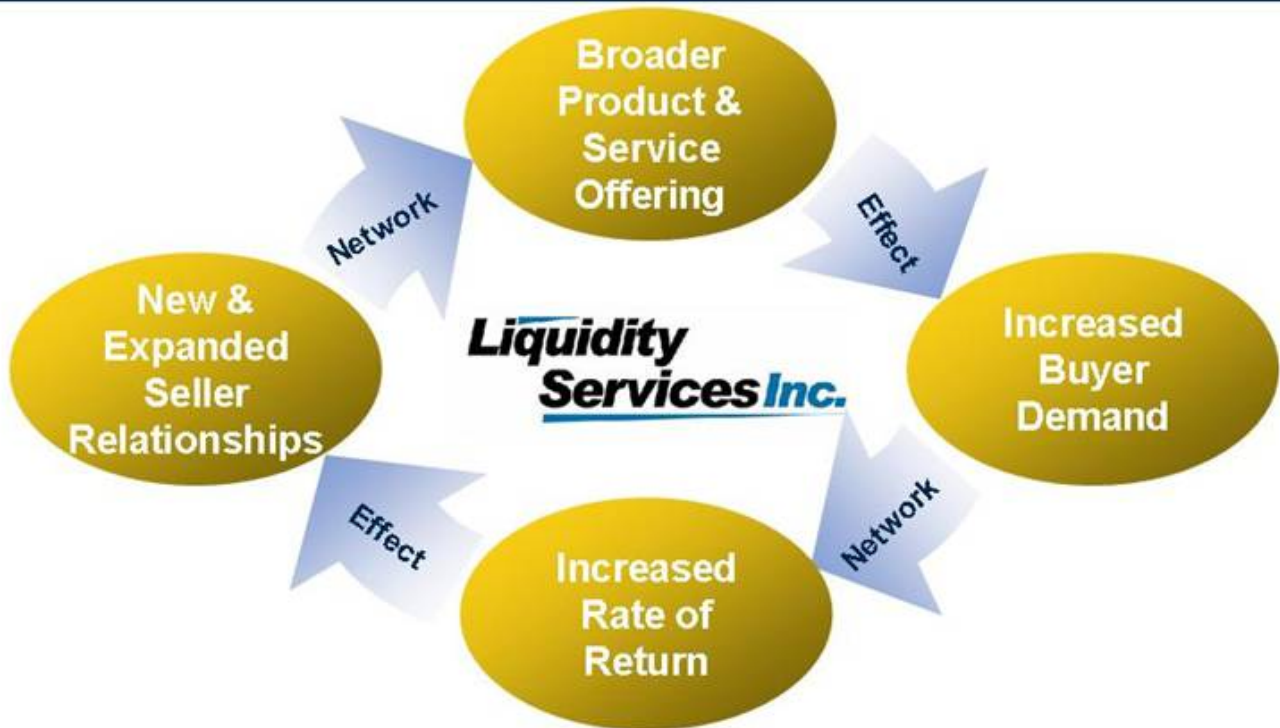 Broader
Product &
Service
Offering
Effect
Increased
Buyer
Demand
Network
Increased
Rate of
Return
Effect
New &
Expanded
Seller
Relationships
Network
Liquidity
Services Inc.